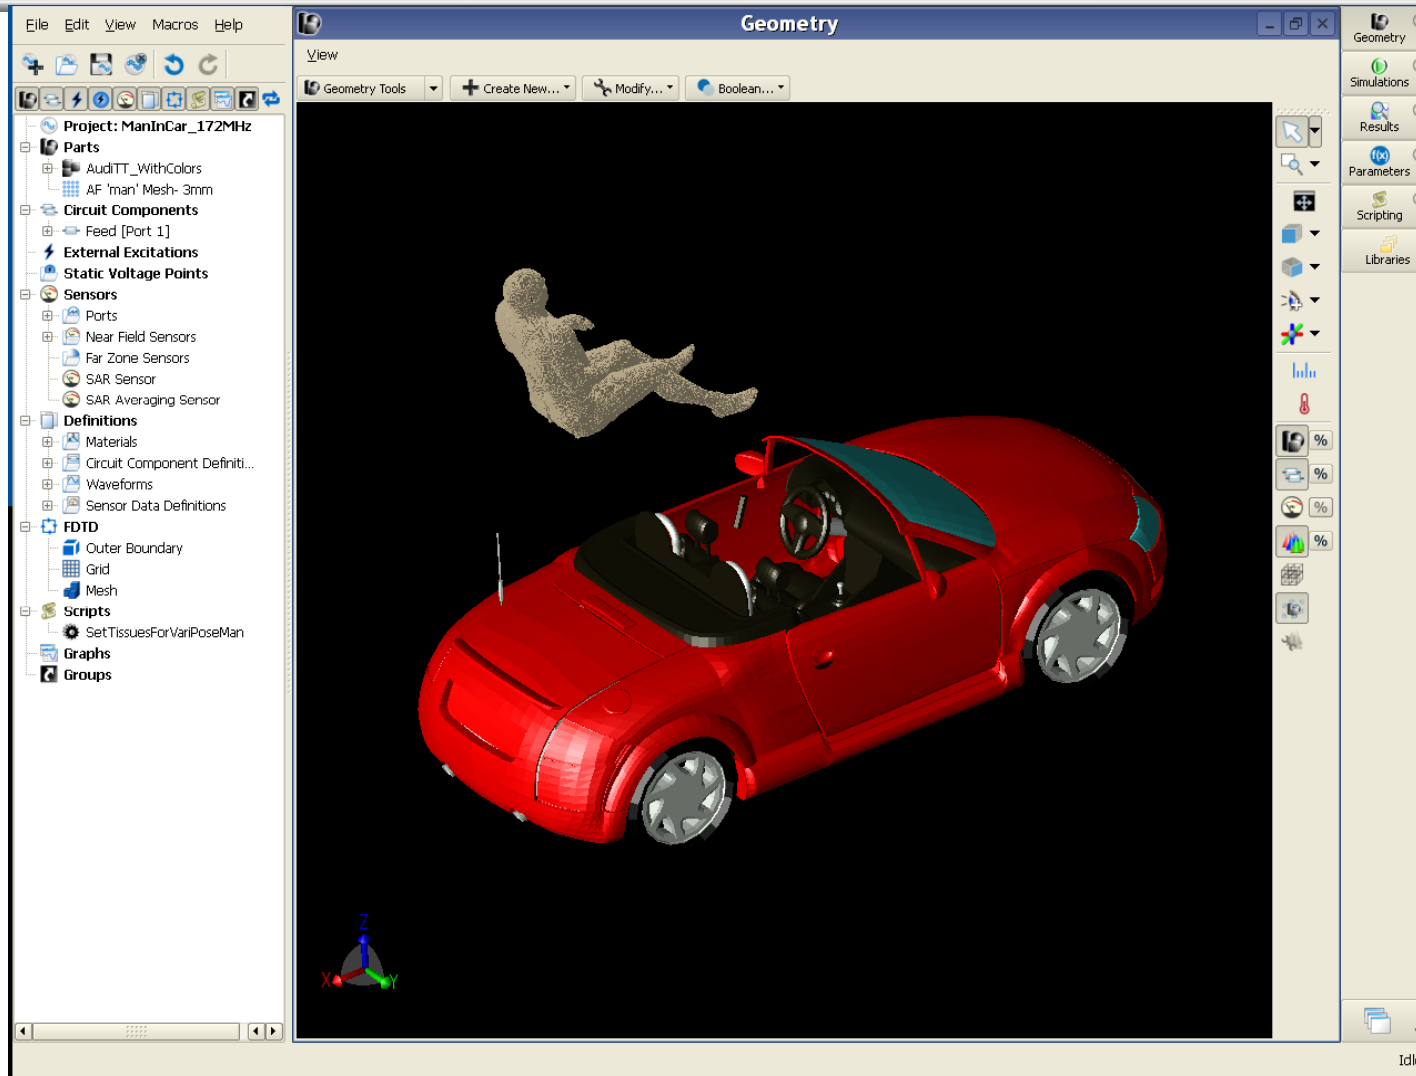 File Edit View Macros Help
Geometry
View
Geometry Tools Create New... Modify... Boolean...
Project: ManInCar_172MHz
Parts
AudiTT_WithColors
AF 'man' Mesh- 3mm
Circuit Components
Feed [Port 1]
External Excitations
Static Voltage Points
Sensors
Ports
Near Field Sensors
Far Zone Sensors
SAR Sensor
SAR Averaging Sensor
Definitions
Materials
Circuit Component Definiti...
Waveforms
Sensor Data Definitions
FDTD
Outer Boundary
Grid
Mesh
Scripts
SetTissuesForVariPoseMan
Graphs
Groups
Z
X
Y
%
%
%
%
Geometry
Simulations
Results
f(x)
Parameters
Scripting
Libraries